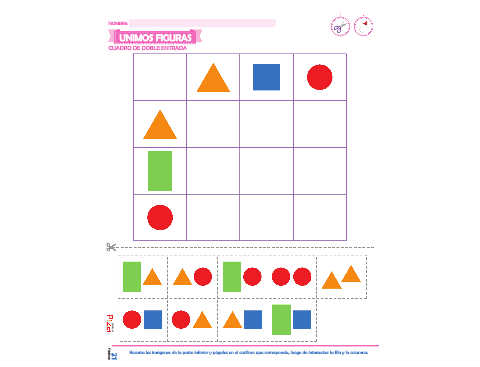 NOMBRE:
UNIMOS FIGURAS
CUADRO DE DOBLE ENTRADA
21
Recorta las imágenes de la parte inferior y pégalas en el casillero que corresponda, luego de intersectar la fila y la columna.